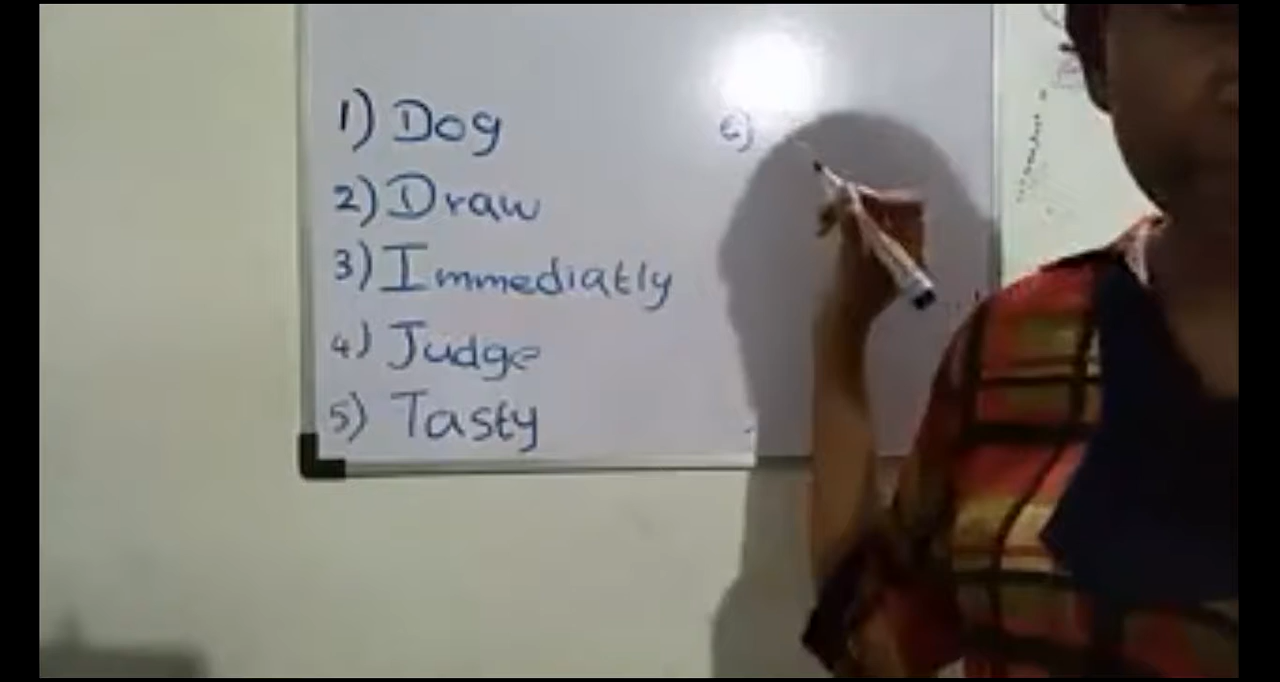 1) Dog
2) Draw
3) Immediatly
4) Judge
5) Tasty
6)